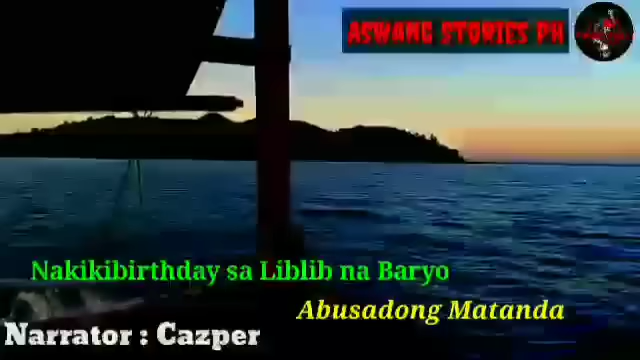 ASWANG STORIES PH
Nakikibirthday sa Liblib na Baryo
Abusadong Matanda
Narrator : Cazper